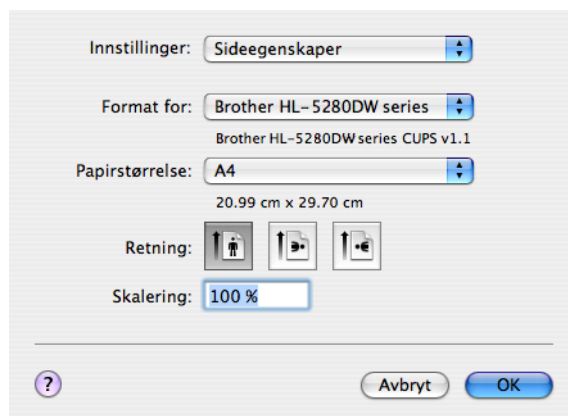 Innstillinger: Sideegenskaper
Format for: Brother HL-5280DW series
Brother HL-5280DW series CUPS v1.1
Papirstørrelse: A4
20.99 cm x 29.70 cm
Retning:
Skalering: 100 %
? Avbryt OK